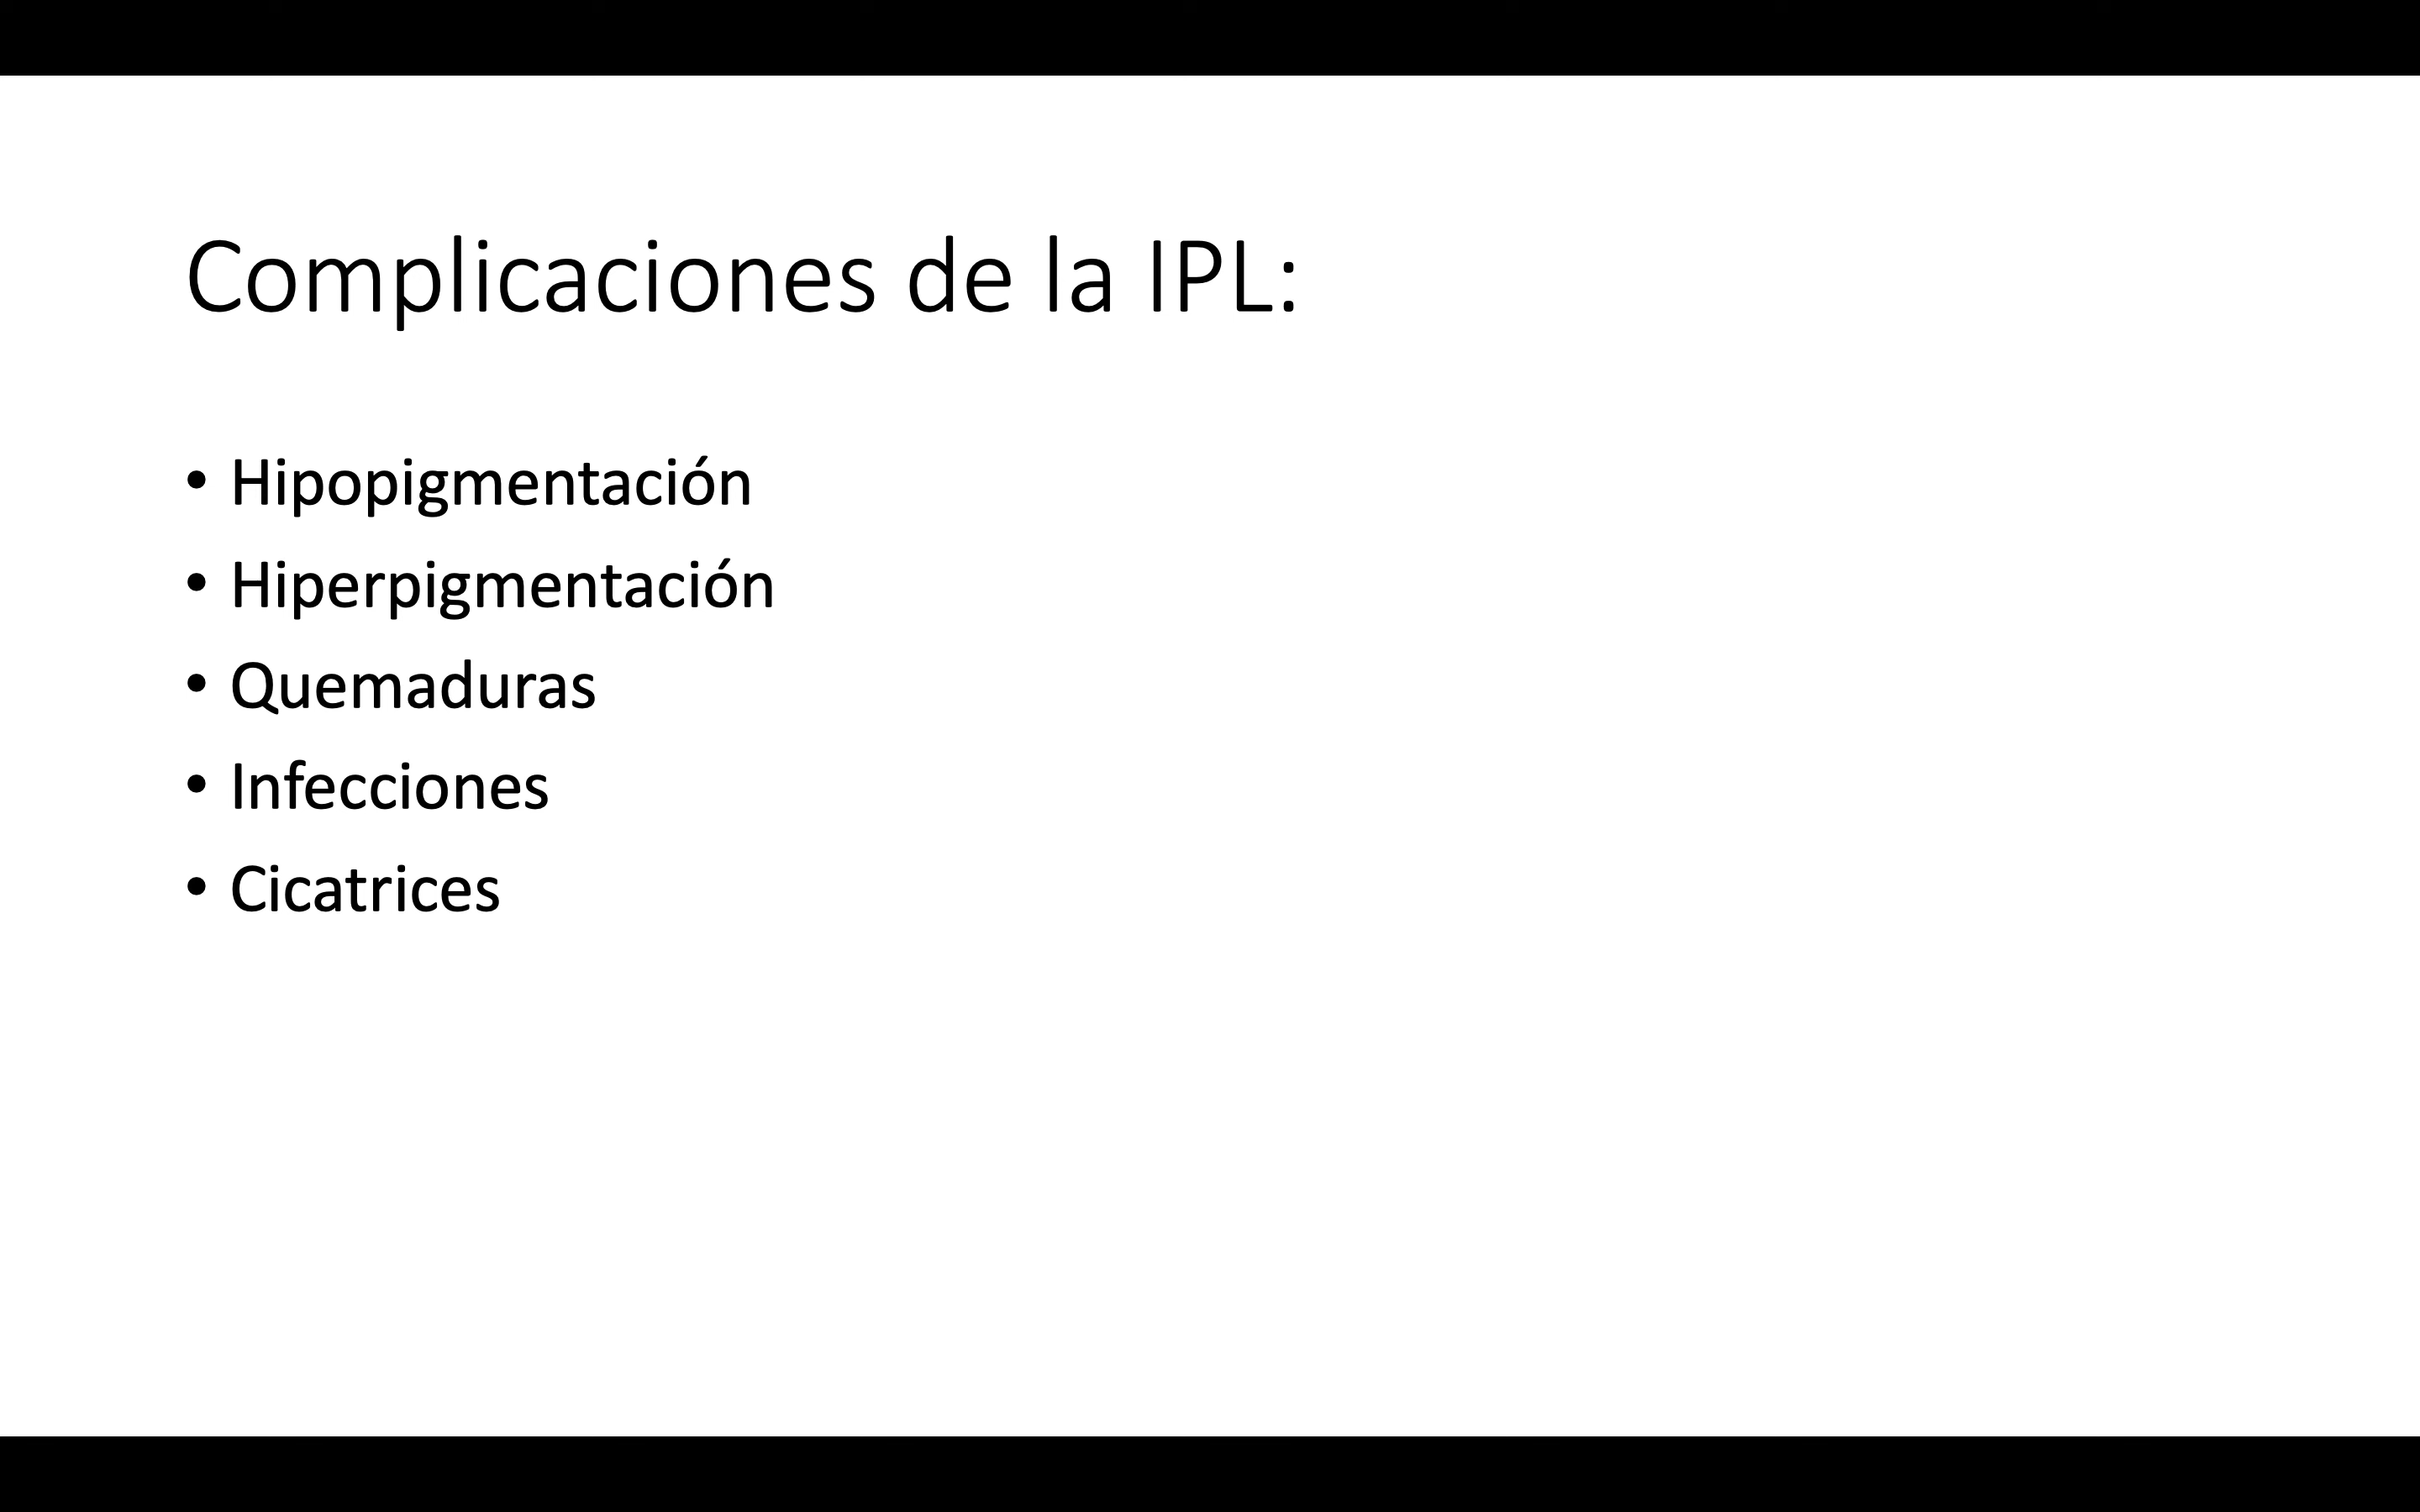 Complicaciones de la IPL:
• Hipopigmentación
• Hiperpigmentación
• Quemaduras
• Infecciones
• Cicatrices